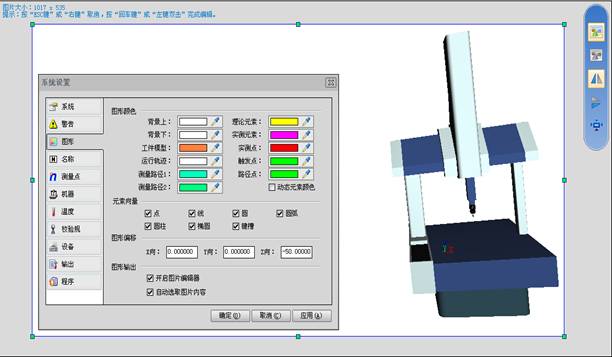 图片大小：1017 x 535
提示：按“ESC键”或“右键”取消，按“回车键”或“左键双击”完成编辑。
系统设置
系统
警告
图形
名称
测量点
机器
温度
校验规
设备
输出
程序
图形颜色
背景上： 理论元素：
背景下： 实测元素：
工件模型： 实测点：
运行轨迹： 触发点：
测量路径1： 路径点：
测量路径2： 动态元素颜色
元素向量
点 线 圆 圆弧
圆柱 椭圆 键槽
图形偏移
X向： 0.000000 Y向： 0.000000 Z向： -50.00000
图形输出
开启图片编辑器
自动选取图片内容
确定(O) 取消(C) 应用(A)